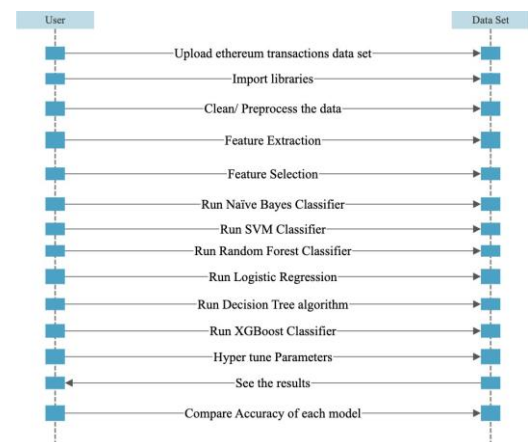 User
Data Set
Upload ethereum transactions data set
Import libraries
Clean/ Preprocess the data
Feature Extraction
Feature Selection
Run Naïve Bayes Classifier
Run SVM Classifier
Run Random Forest Classifier
Run Logistic Regression
Run Decision Tree algorithm
Run XGBoost Classifier
Hyper tune Parameters
See the results
Compare Accuracy of each model